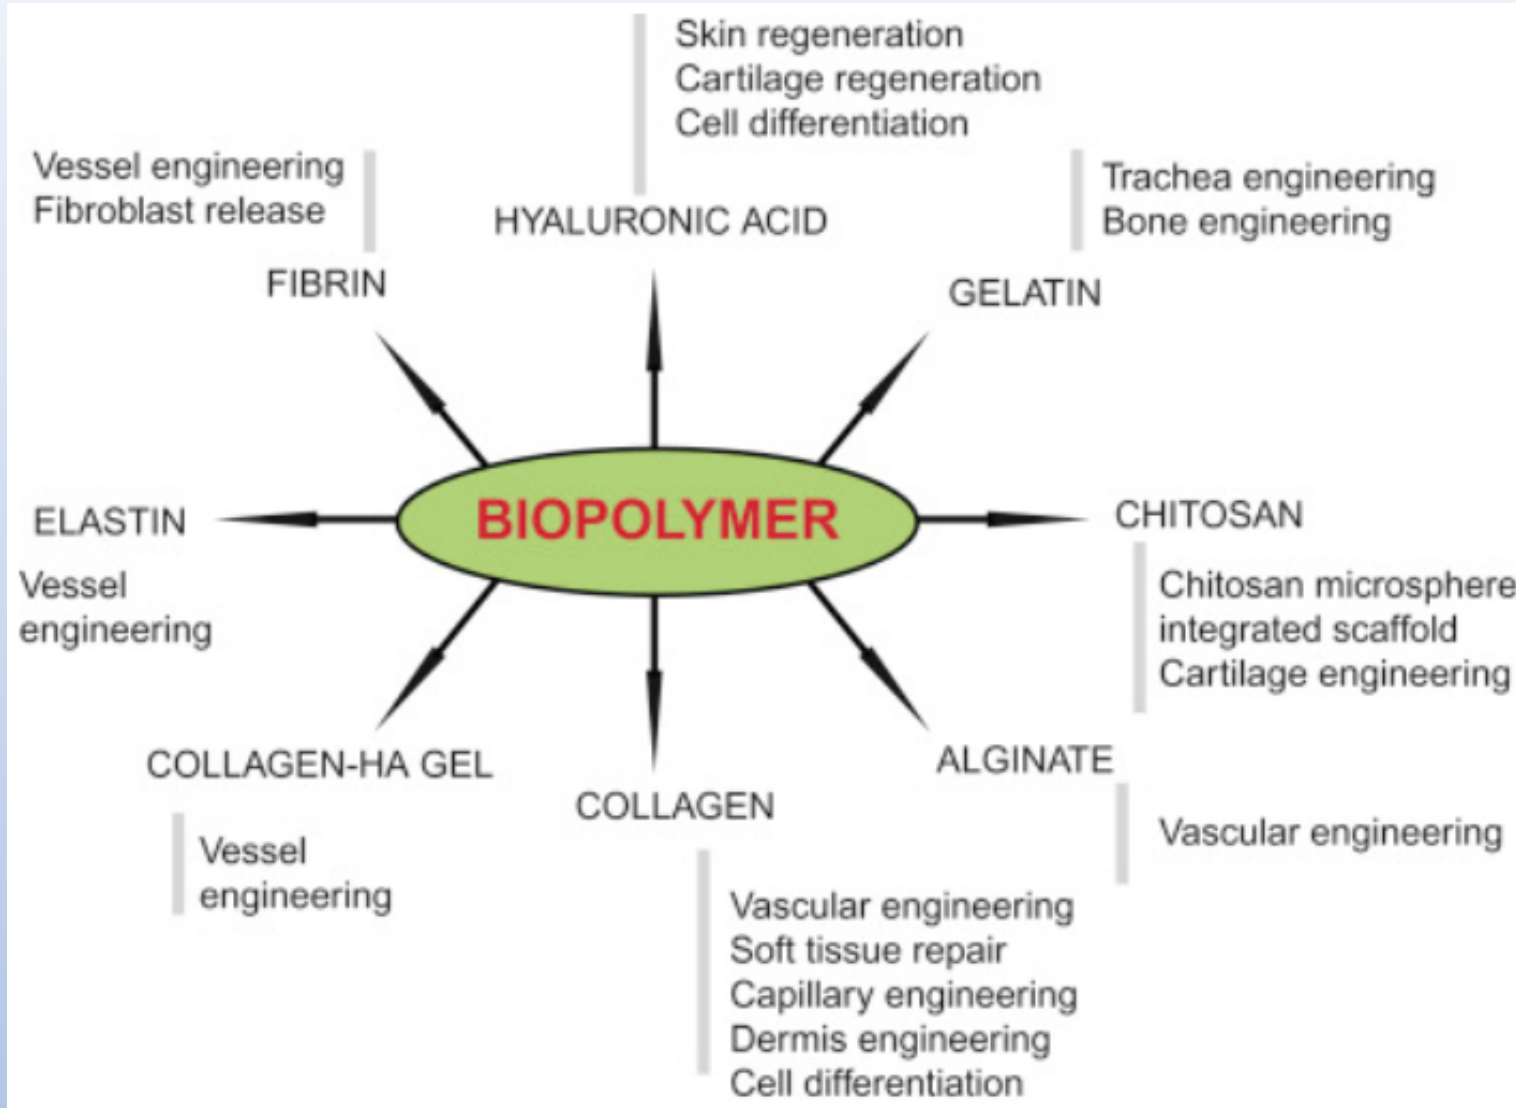 Skin regeneration
Cartilage regeneration
Cell differentiation
HYALURONIC ACID
Vessel engineering
Fibroblast release
FIBRIN
Trachea engineering
Bone engineering
GELATIN
ELASTIN
Vessel
engineering
BIOPOLYMER
CHITOSAN
Chitosan microsphere
integrated scaffold
Cartilage engineering
COLLAGEN-HA GEL
Vessel
engineering
COLLAGEN
Vascular engineering
Soft tissue repair
Capillary engineering
Dermis engineering
Cell differentiation
ALGINATE
Vascular engineering